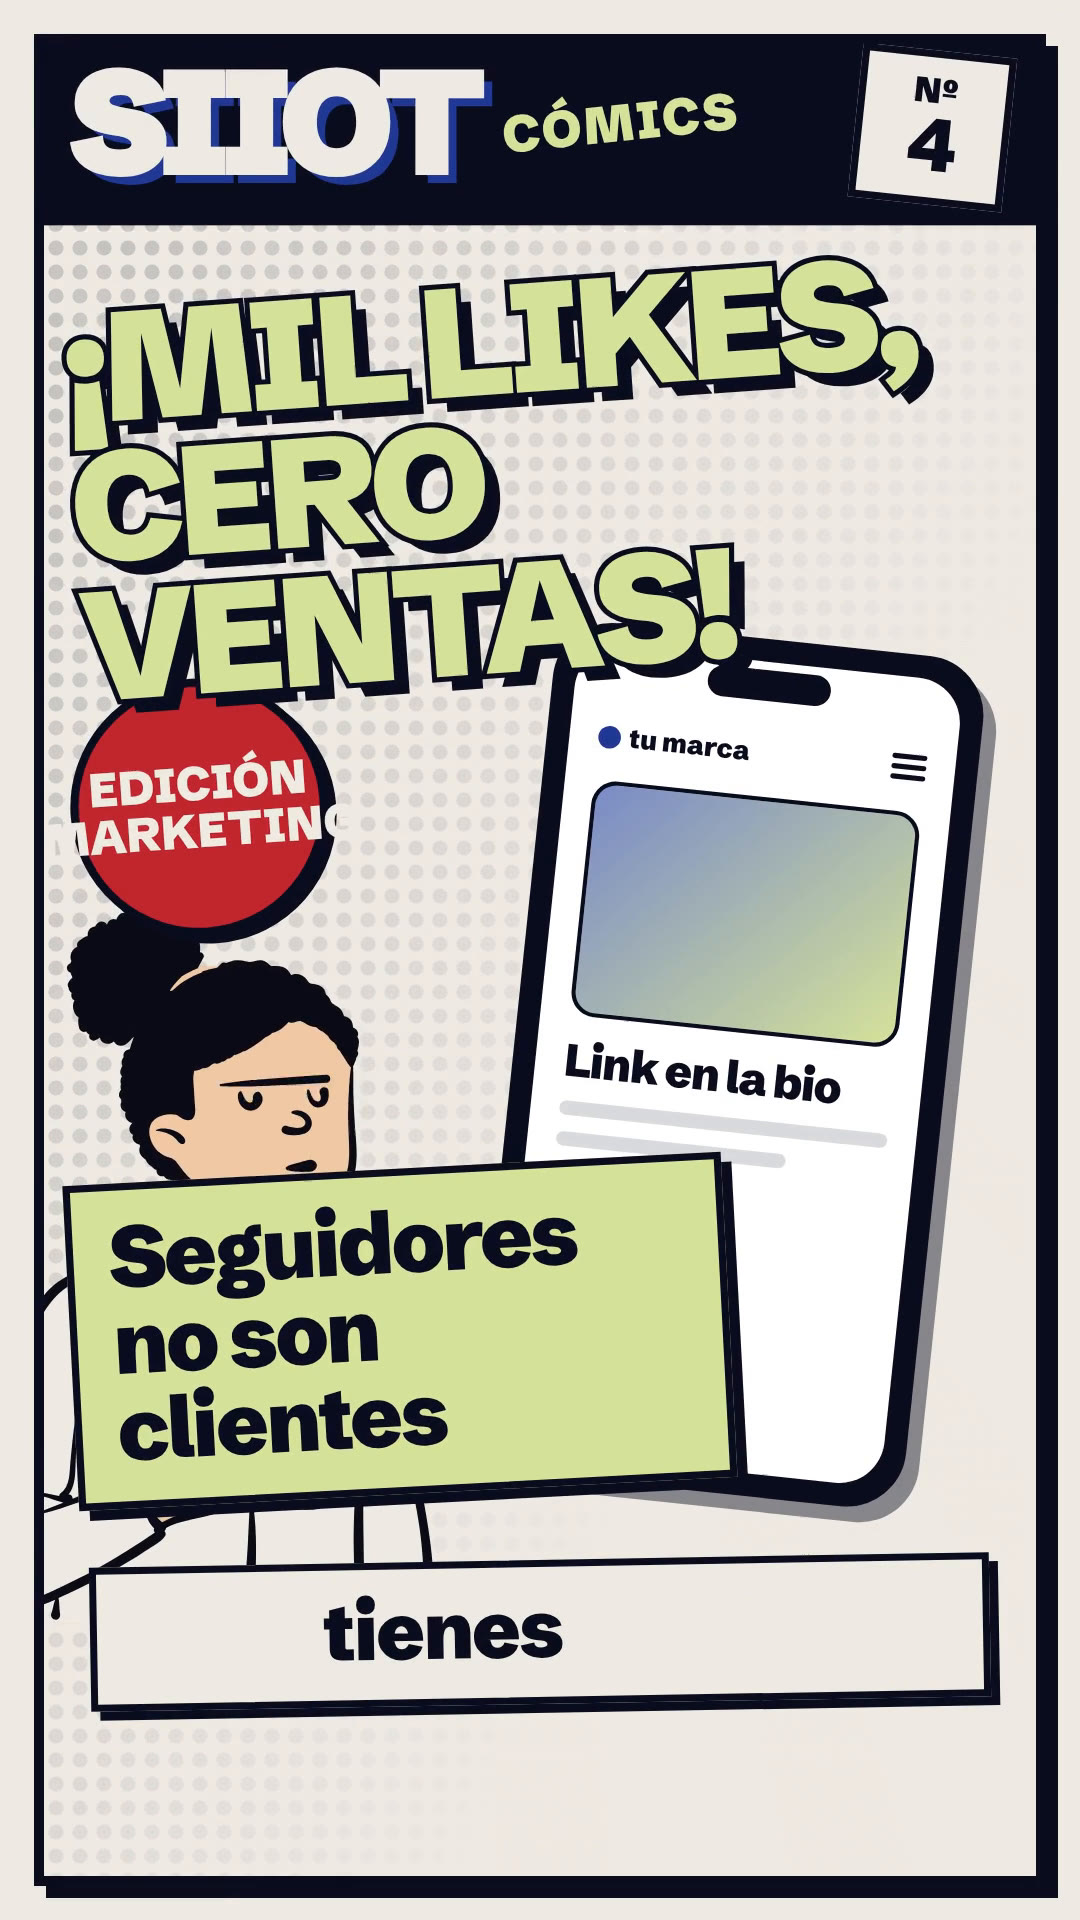 SIIOT
CÓMICS
Nº
4
¡MIL LIKES,
CERO
VENTAS!
EDICIÓN
MARKETING
tu marca
Link en la bio
Seguidores
no son
clientes
tienes